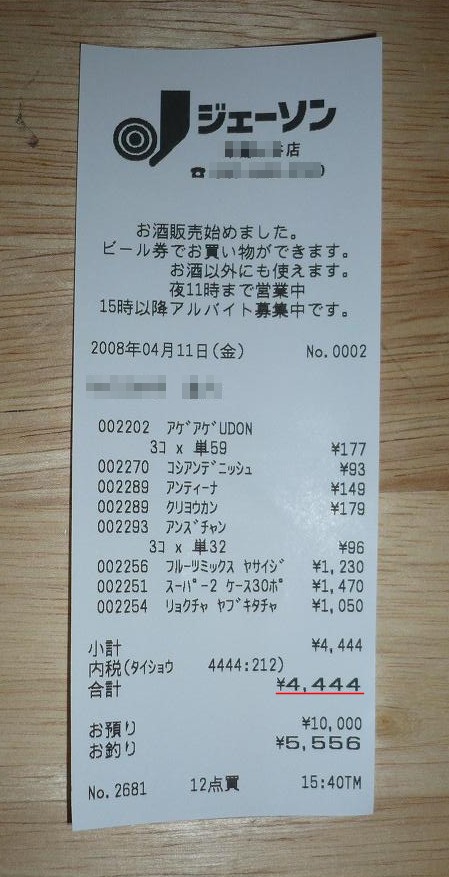 ジェーソン
店
☎
お酒販売始めました。
ビール券でお買い物ができます。
お酒以外にも使えます。
夜11時まで営業中
15時以降アルバイト募集中です。
2008年04月11日(金) No.0002
002202 ｱｹﾞｱｹﾞUDON
3ｺ x 単59 ¥177
002270 ｺｼｱﾝﾃﾞﾆｯｼｭ ¥93
002289 ｱﾝﾃｨｰﾅ ¥149
002289 ｸﾘﾖｳｶﾝ ¥179
002293 ｱﾝｽﾞﾁｬﾝ
3ｺ x 単32 ¥96
002256 ﾌﾙｰﾂﾐｯｸｽ ﾔｻｲｼﾞ ¥1,230
002251 ｽｰﾊﾟｰ2 ｹｰｽ30ﾎﾟ ¥1,470
002254 ﾘｮｸﾁｬ ﾔﾌﾞｷﾀﾁｬ ¥1,050
小計 ¥4,444
内税(ﾀｲｼｮｳ 4444:212)
合計 ¥4,444
お預り ¥10,000
お釣り ¥5,556
No.2681 12点買 15:40TM